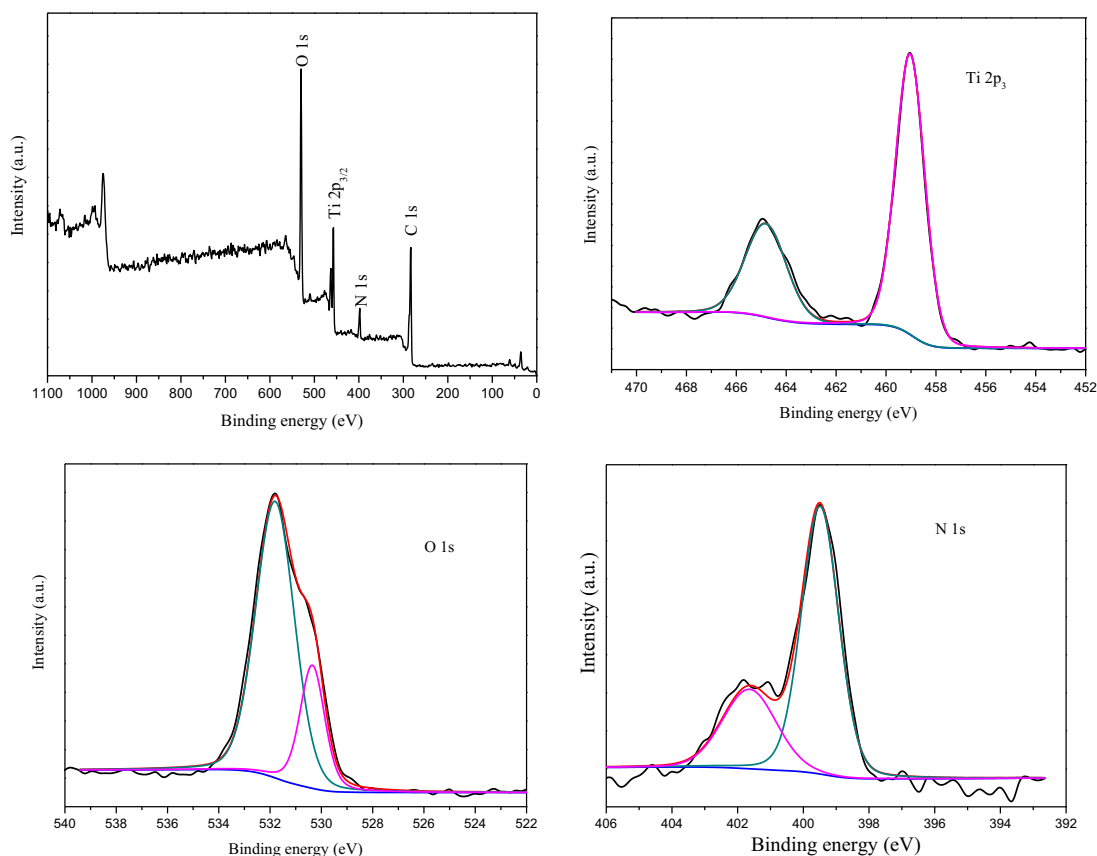 O 1s
Ti 2p3/2
C 1s
N 1s
Intensity (a.u.)
1100 1000 900 800 700 600 500 400 300 200 100 0
Binding energy (eV)
Ti 2p3
Intensity (a.u.)
470 468 466 464 462 460 458 456 454 452
Binding energy (eV)
O 1s
Intensity (a.u.)
540 538 536 534 532 530 528 526 524 522
Binding energy (eV)
N 1s
Intensity (a.u.)
406 404 402 400 398 396 394 392
Binding energy (eV)